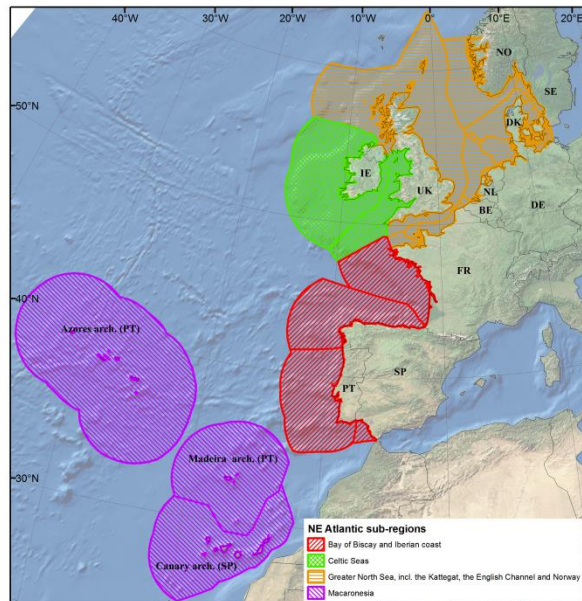 40°W
30°W
20°W
10°W
0°
10°E
20°E
50°N
40°N
30°N
NO
SE
DK
IE
UK
NL
BE
DE
FR
SP
PT
Azores arch. (PT)
Madeira arch. (PT)
Canary arch. (SP)
NE Atlantic sub-regions
Bay of Biscay and Iberian coast
Celtic Seas
Greater North Sea, incl. the Kattegat, the English Channel and Norway
Macaronesia